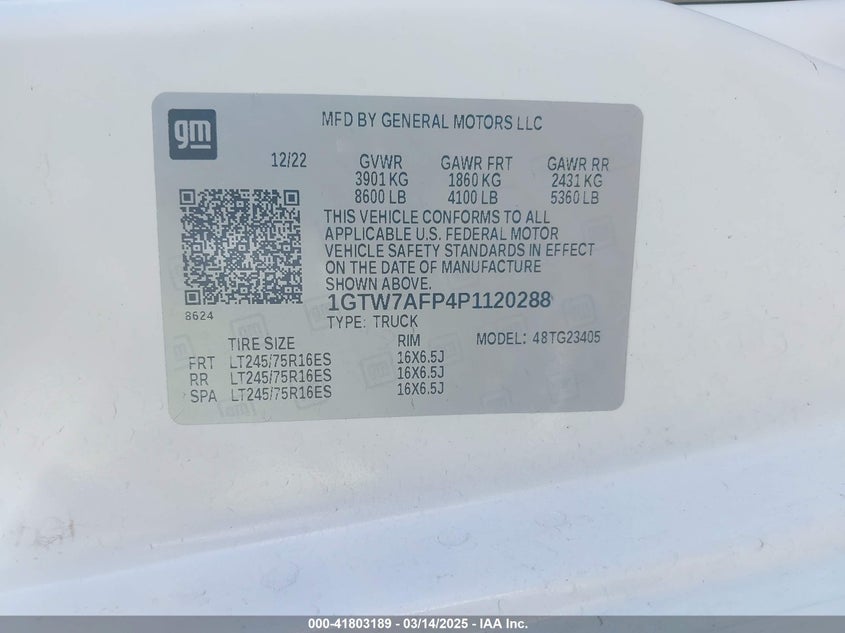 gm
MFD BY GENERAL MOTORS LLC
12/22 GVWR GAWR FRT GAWR RR
3901 KG 1860 KG 2431 KG
8600 LB 4100 LB 5360 LB
THIS VEHICLE CONFORMS TO ALL
APPLICABLE U.S. FEDERAL MOTOR
VEHICLE SAFETY STANDARDS IN EFFECT
ON THE DATE OF MANUFACTURE
SHOWN ABOVE.
8624
1GTW7AFP4P1120288
TYPE: TRUCK
TIRE SIZE RIM MODEL: 48TG23405
FRT LT245/75R16ES 16X6.5J
RR LT245/75R16ES 16X6.5J
SPA LT245/75R16ES 16X6.5J
000-41803189 - 03/14/2025 - IAA Inc.